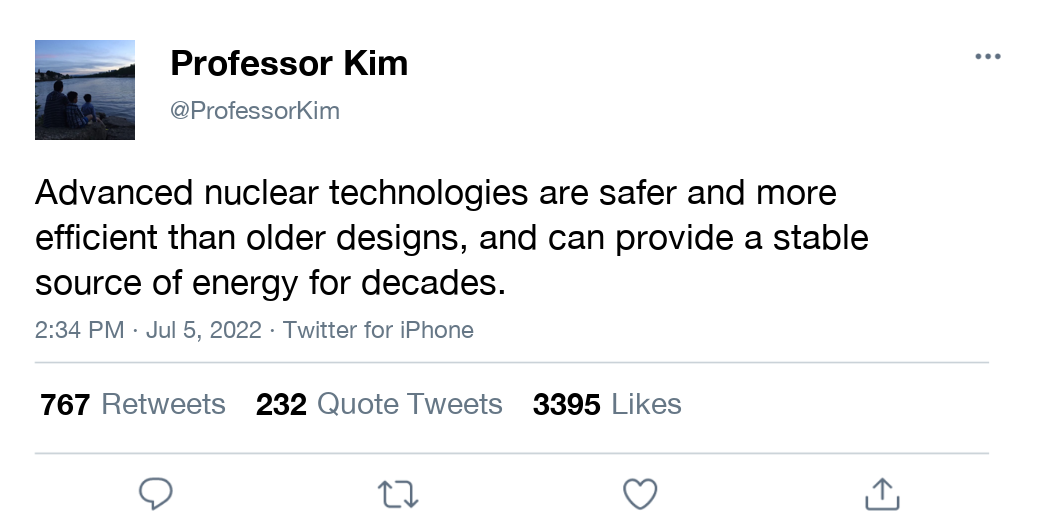 Professor Kim
@ProfessorKim
Advanced nuclear technologies are safer and more
efficient than older designs, and can provide a stable
source of energy for decades.
2:34 PM · Jul 5, 2022 · Twitter for iPhone
767 Retweets 232 Quote Tweets 3395 Likes